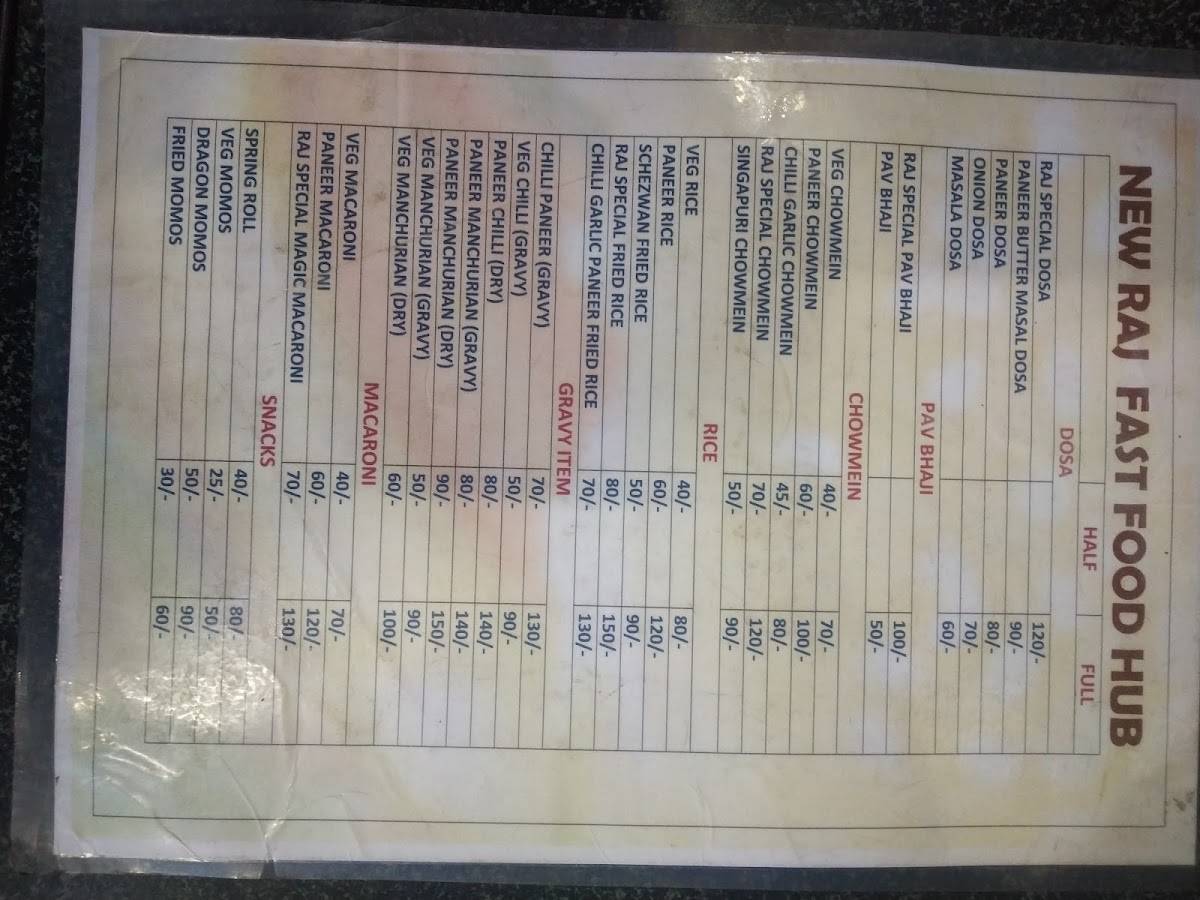 NEW RAJ FAST FOOD HUB
HALF FULL
DOSA
RAJ SPECIAL DOSA 120/-
PANEER BUTTER MASAL DOSA 90/-
PANEER DOSA 80/-
ONION DOSA 70/-
MASALA DOSA 60/-
PAV BHAJI
RAJ SPECIAL PAV BHAJI 100/-
PAV BHAJI 50/-
CHOWMEIN
VEG CHOWMEIN 40/- 70/-
PANEER CHOWMEIN 60/- 100/-
CHILLI GARLIC CHOWMEIN 45/- 80/-
RAJ SPECIAL CHOWMEIN 70/- 120/-
SINGAPURI CHOWMEIN 50/- 90/-
RICE
VEG RICE 40/- 80/-
PANEER RICE 60/- 120/-
SCHEZWAN FRIED RICE 50/- 90/-
RAJ SPECIAL FRIED RICE 80/- 150/-
CHILLI GARLIC PANEER FRIED RICE 70/- 130/-
GRAVY ITEM
CHILLI PANEER (GRAVY) 70/- 130/-
VEG CHILLI (GRAVY) 50/- 90/-
PANEER CHILLI (DRY) 80/- 140/-
PANEER MANCHURIAN (GRAVY) 80/- 140/-
PANEER MANCHURIAN (DRY) 90/- 150/-
VEG MANCHURIAN (GRAVY) 50/- 90/-
VEG MANCHURIAN (DRY) 60/- 100/-
MACARONI
VEG MACARONI 40/- 70/-
PANEER MACARONI 60/- 120/-
RAJ SPECIAL MAGIC MACARONI 70/- 130/-
SNACKS
SPRING ROLL 40/- 80/-
VEG MOMOS 25/- 50/-
DRAGON MOMOS 50/- 90/-
FRIED MOMOS 30/- 60/-